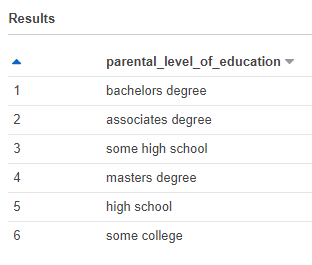 Results
parental_level_of_education
1 bachelors degree
2 associates degree
3 some high school
4 masters degree
5 high school
6 some college